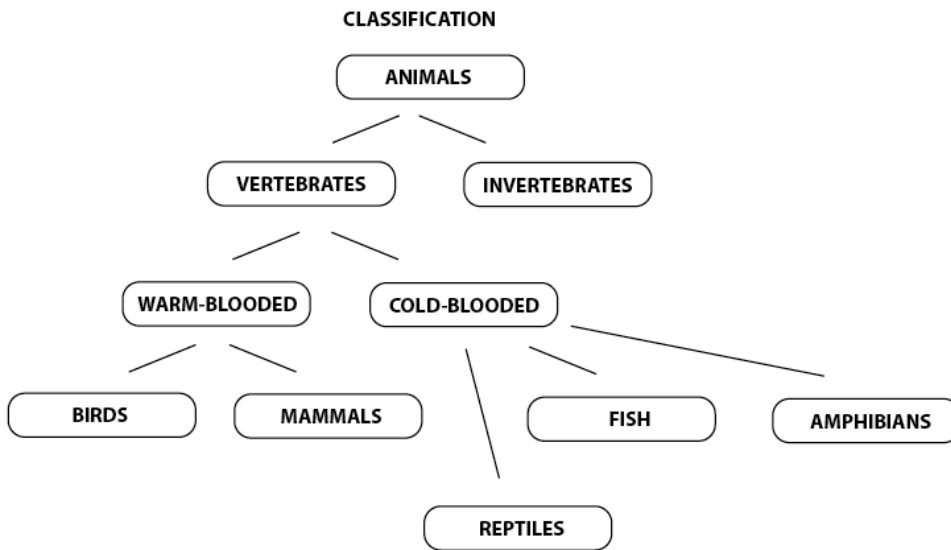 CLASSIFICATION
ANIMALS
VERTEBRATES
INVERTEBRATES
WARM-BLOODED
COLD-BLOODED
BIRDS
MAMMALS
FISH
AMPHIBIANS
REPTILES